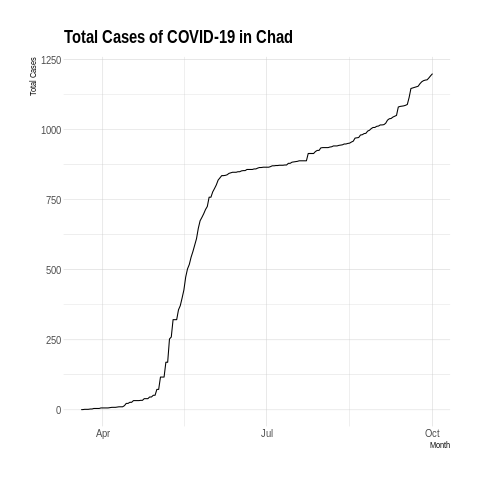 Total Cases of COVID-19 in Chad
Total Cases
1250
1000
750
500
250
0
Apr
Jul
Oct
Month